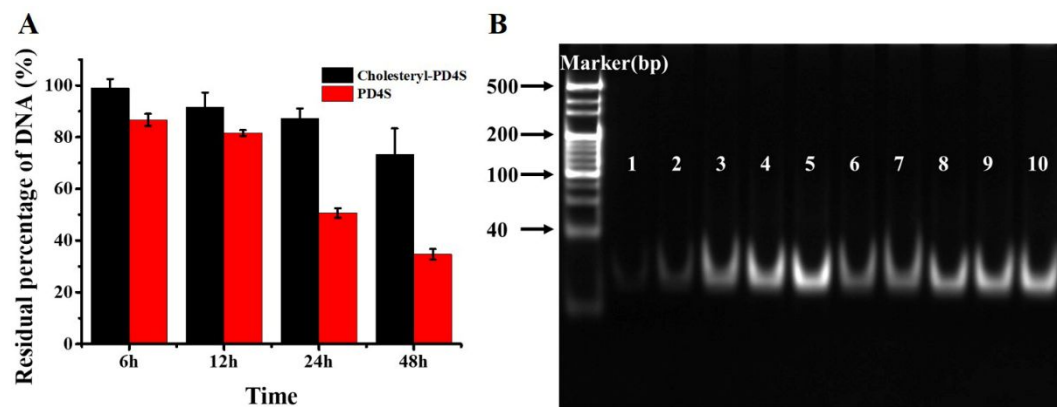 A
Residual percentage of DNA (%)
100
80
60
40
20
0
Cholesteryl-PD4S
PD4S
6h
12h
24h
48h
Time
B
Marker(bp)
500
200
100
40
1 2 3 4 5 6 7 8 9 10